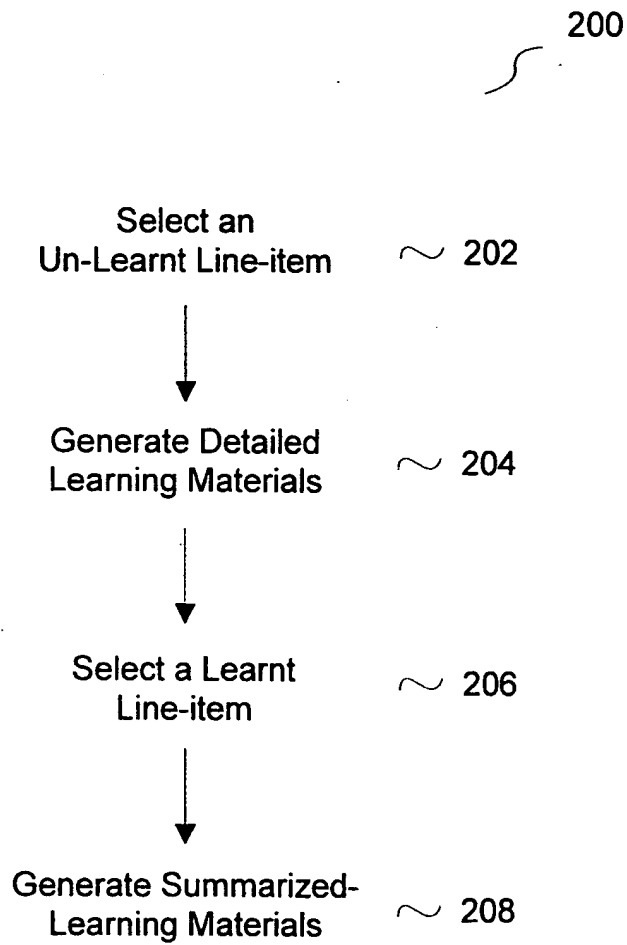 200
Select an
Un-Learnt Line-item
202
Generate Detailed
Learning Materials
204
Select a Learnt
Line-item
206
Generate Summarized-
Learning Materials
208